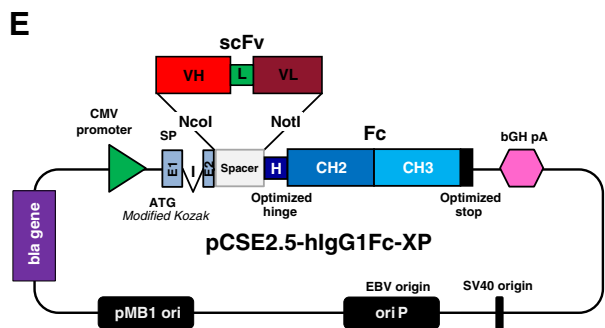 E
scFv
VH
L
VL
CMV
promoter
NcoI
NotI
SP
Fc
bGH pA
E1
I
E2
Spacer
H
CH2
CH3
ATG
Modified Kozak
Optimized
hinge
Optimized
stop
bla gene
pCSE2.5-hIgG1Fc-XP
EBV origin
SV40 origin
pMB1 ori
ori P